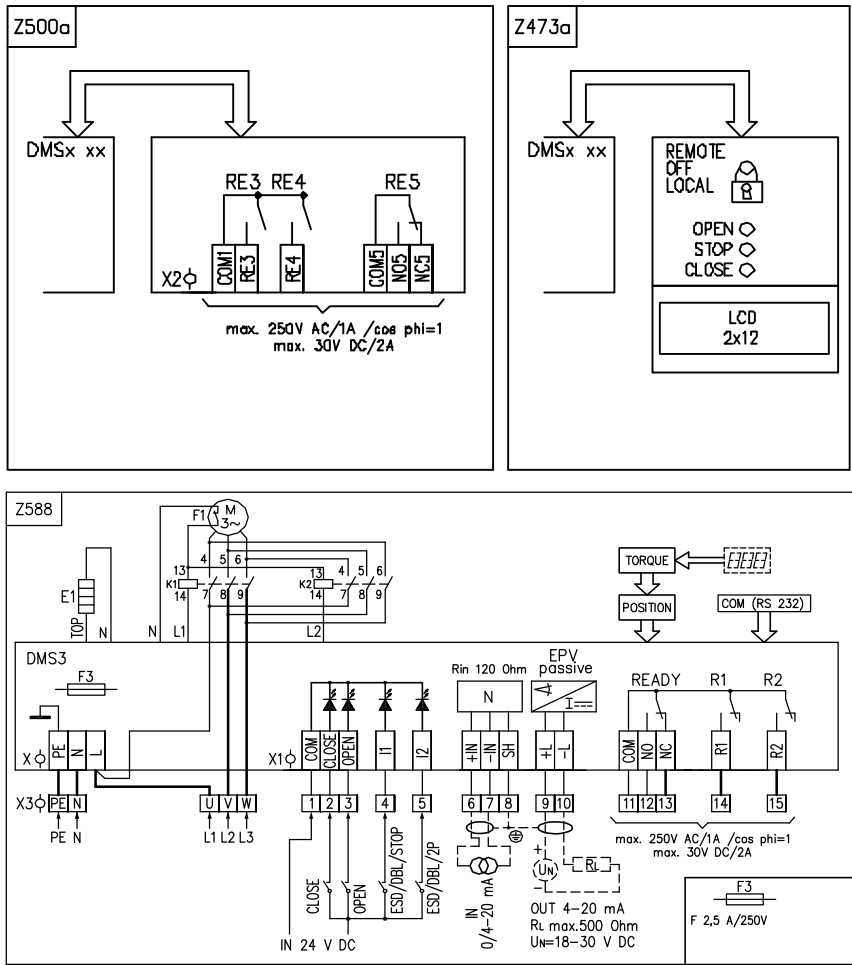 Z500a
DMSx xx
RE3 RE4 RE5
COM1
RE3
RE4
COM5
NO5
NC5
X2
max. 250V AC/1A /cos phi=1
max. 30V DC/2A
Z473a
DMSx xx
REMOTE
OFF
LOCAL
OPEN
STOP
CLOSE
LCD
2x12
Z588
F1
M
3~
E1
TOP
N
N
L1
L2
K1
13
14
4 5 6
7 8 9
K2
13
14
4 5 6
7 8 9
TORQUE
POSITION
COM (RS 232)
DMS3
F3
Rin 120 Ohm
N
EPV
passive
I
READY R1 R2
X
PE
N
L
X1
COM
CLOSE
OPEN
I1
I2
+IN
-IN
SH
+L
-L
COM
NO
NC
R1
R2
X3
PE N
U V W
1 2 3 4 5 6 7 8 9 10 11 12 13 14 15
PE N
L1 L2 L3
CLOSE
OPEN
ESD/DBL/STOP
ESD/DBL/2P
IN 24 V DC
IN
0/4-20 mA
+
UN
-
RL
OUT 4-20 mA
RL max.500 Ohm
UN=18-30 V DC
max. 250V AC/1A /cos phi=1
max. 30V DC/2A
F3
F 2,5 A/250V